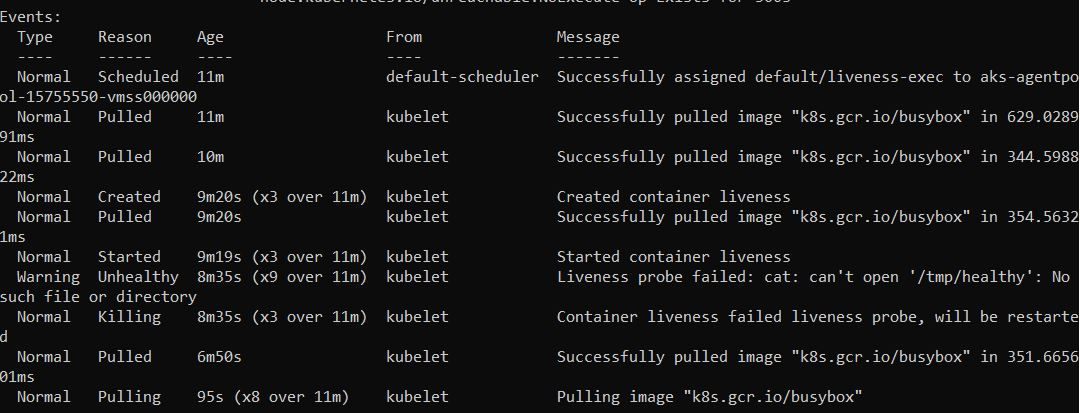 Events:
  Type     Reason     Age                  From               Message
  ----     ------     ----                 ----               -------
  Normal   Scheduled  11m                  default-scheduler  Successfully assigned default/liveness-exec to aks-agentpo
ol-15755550-vmss000000
  Normal   Pulled     11m                  kubelet            Successfully pulled image "k8s.gcr.io/busybox" in 629.0289
91ms
  Normal   Pulled     10m                  kubelet            Successfully pulled image "k8s.gcr.io/busybox" in 344.5988
22ms
  Normal   Created    9m20s (x3 over 11m)  kubelet            Created container liveness
  Normal   Pulled     9m20s                kubelet            Successfully pulled image "k8s.gcr.io/busybox" in 354.5632
1ms
  Normal   Started    9m19s (x3 over 11m)  kubelet            Started container liveness
  Warning  Unhealthy  8m35s (x9 over 11m)  kubelet            Liveness probe failed: cat: can't open '/tmp/healthy': No
such file or directory
  Normal   Killing    8m35s (x3 over 11m)  kubelet            Container liveness failed liveness probe, will be restarte
d
  Normal   Pulled     6m50s                kubelet            Successfully pulled image "k8s.gcr.io/busybox" in 351.6656
01ms
  Normal   Pulling    95s (x8 over 11m)    kubelet            Pulling image "k8s.gcr.io/busybox"